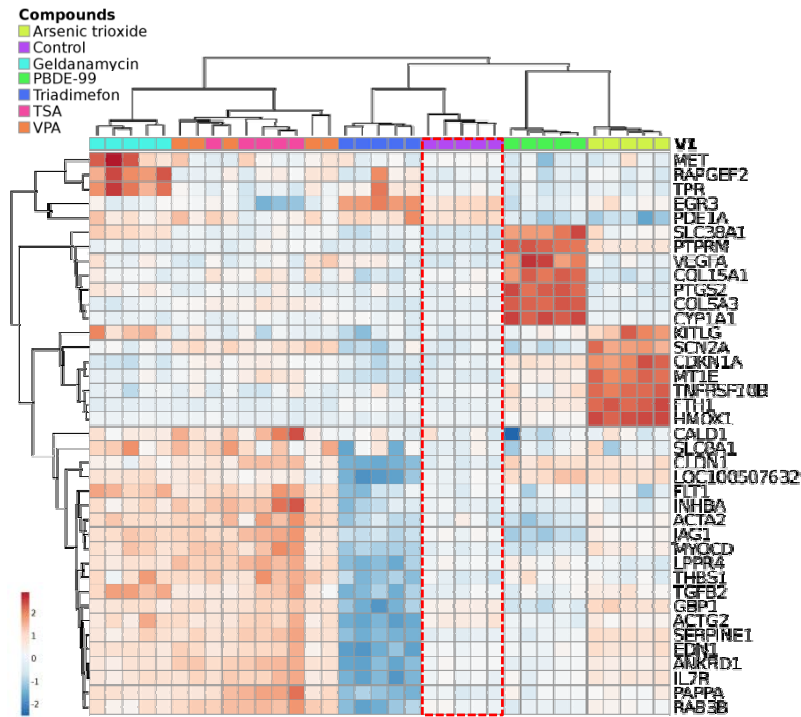 Compounds
Arsenic trioxide
Control
Geldanamycin
PBDE-99
Triadimefon
TSA
VPA
V1
MET
RAPGEF2
TPR
EGR3
PDE1A
SLC38A1
PTPRM
VEGFA
COL15A1
PTGS2
COL5A3
CYP1A1
KITLG
SCN2A
CDKN1A
MT1E
TNFRSF10B
FTH1
HMOX1
CALD1
SLC8A1
CLDN1
LOC100507632
FLT1
INHBA
ACTA2
JAG1
MYOCD
LPPR4
THBS1
TGFB2
GBP1
ACTG2
SERPINE1
EDN1
ANKRD1
IL7R
PAPPA
RAB3B
2
1
0
-1
-2